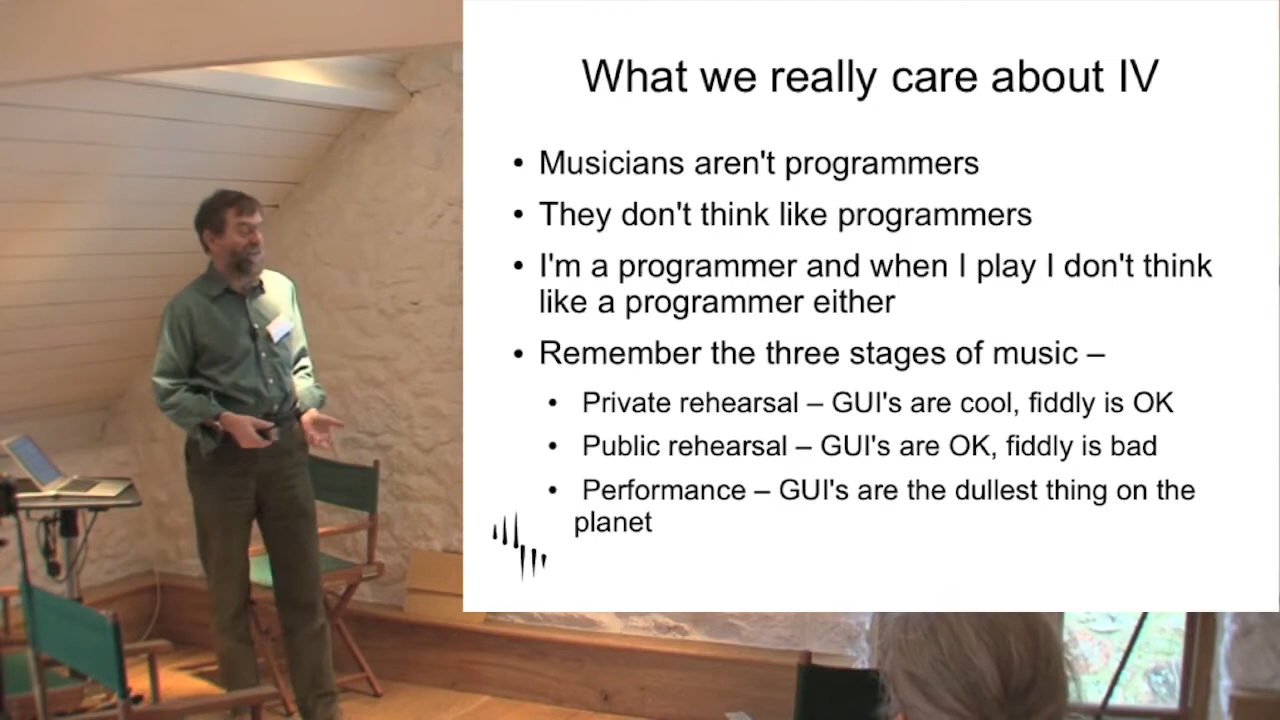 What we really care about IV
• Musicians aren't programmers
• They don't think like programmers
• I'm a programmer and when I play I don't think
like a programmer either
• Remember the three stages of music –
• Private rehearsal – GUI's are cool, fiddly is OK
• Public rehearsal – GUI's are OK, fiddly is bad
• Performance – GUI's are the dullest thing on the
planet